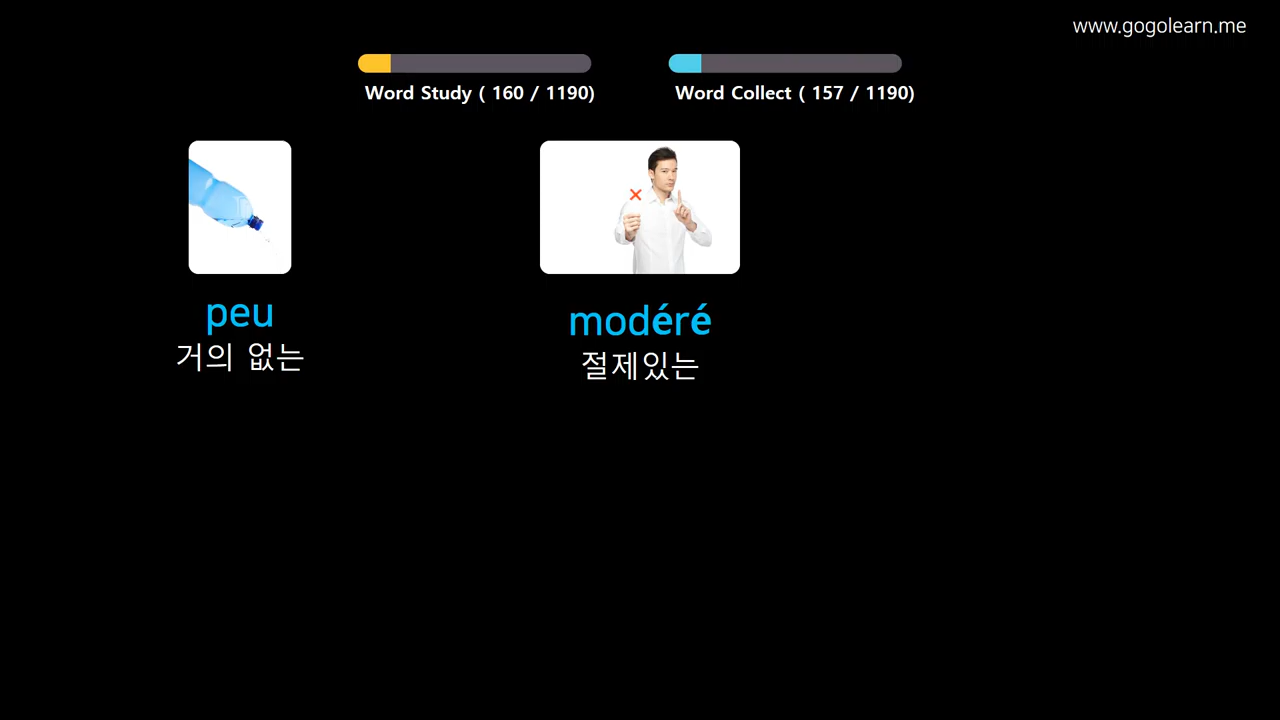 www.gogolearn.me
Word Study ( 160 / 1190)
Word Collect ( 157 / 1190)
peu
거의 없는
modéré
절제있는